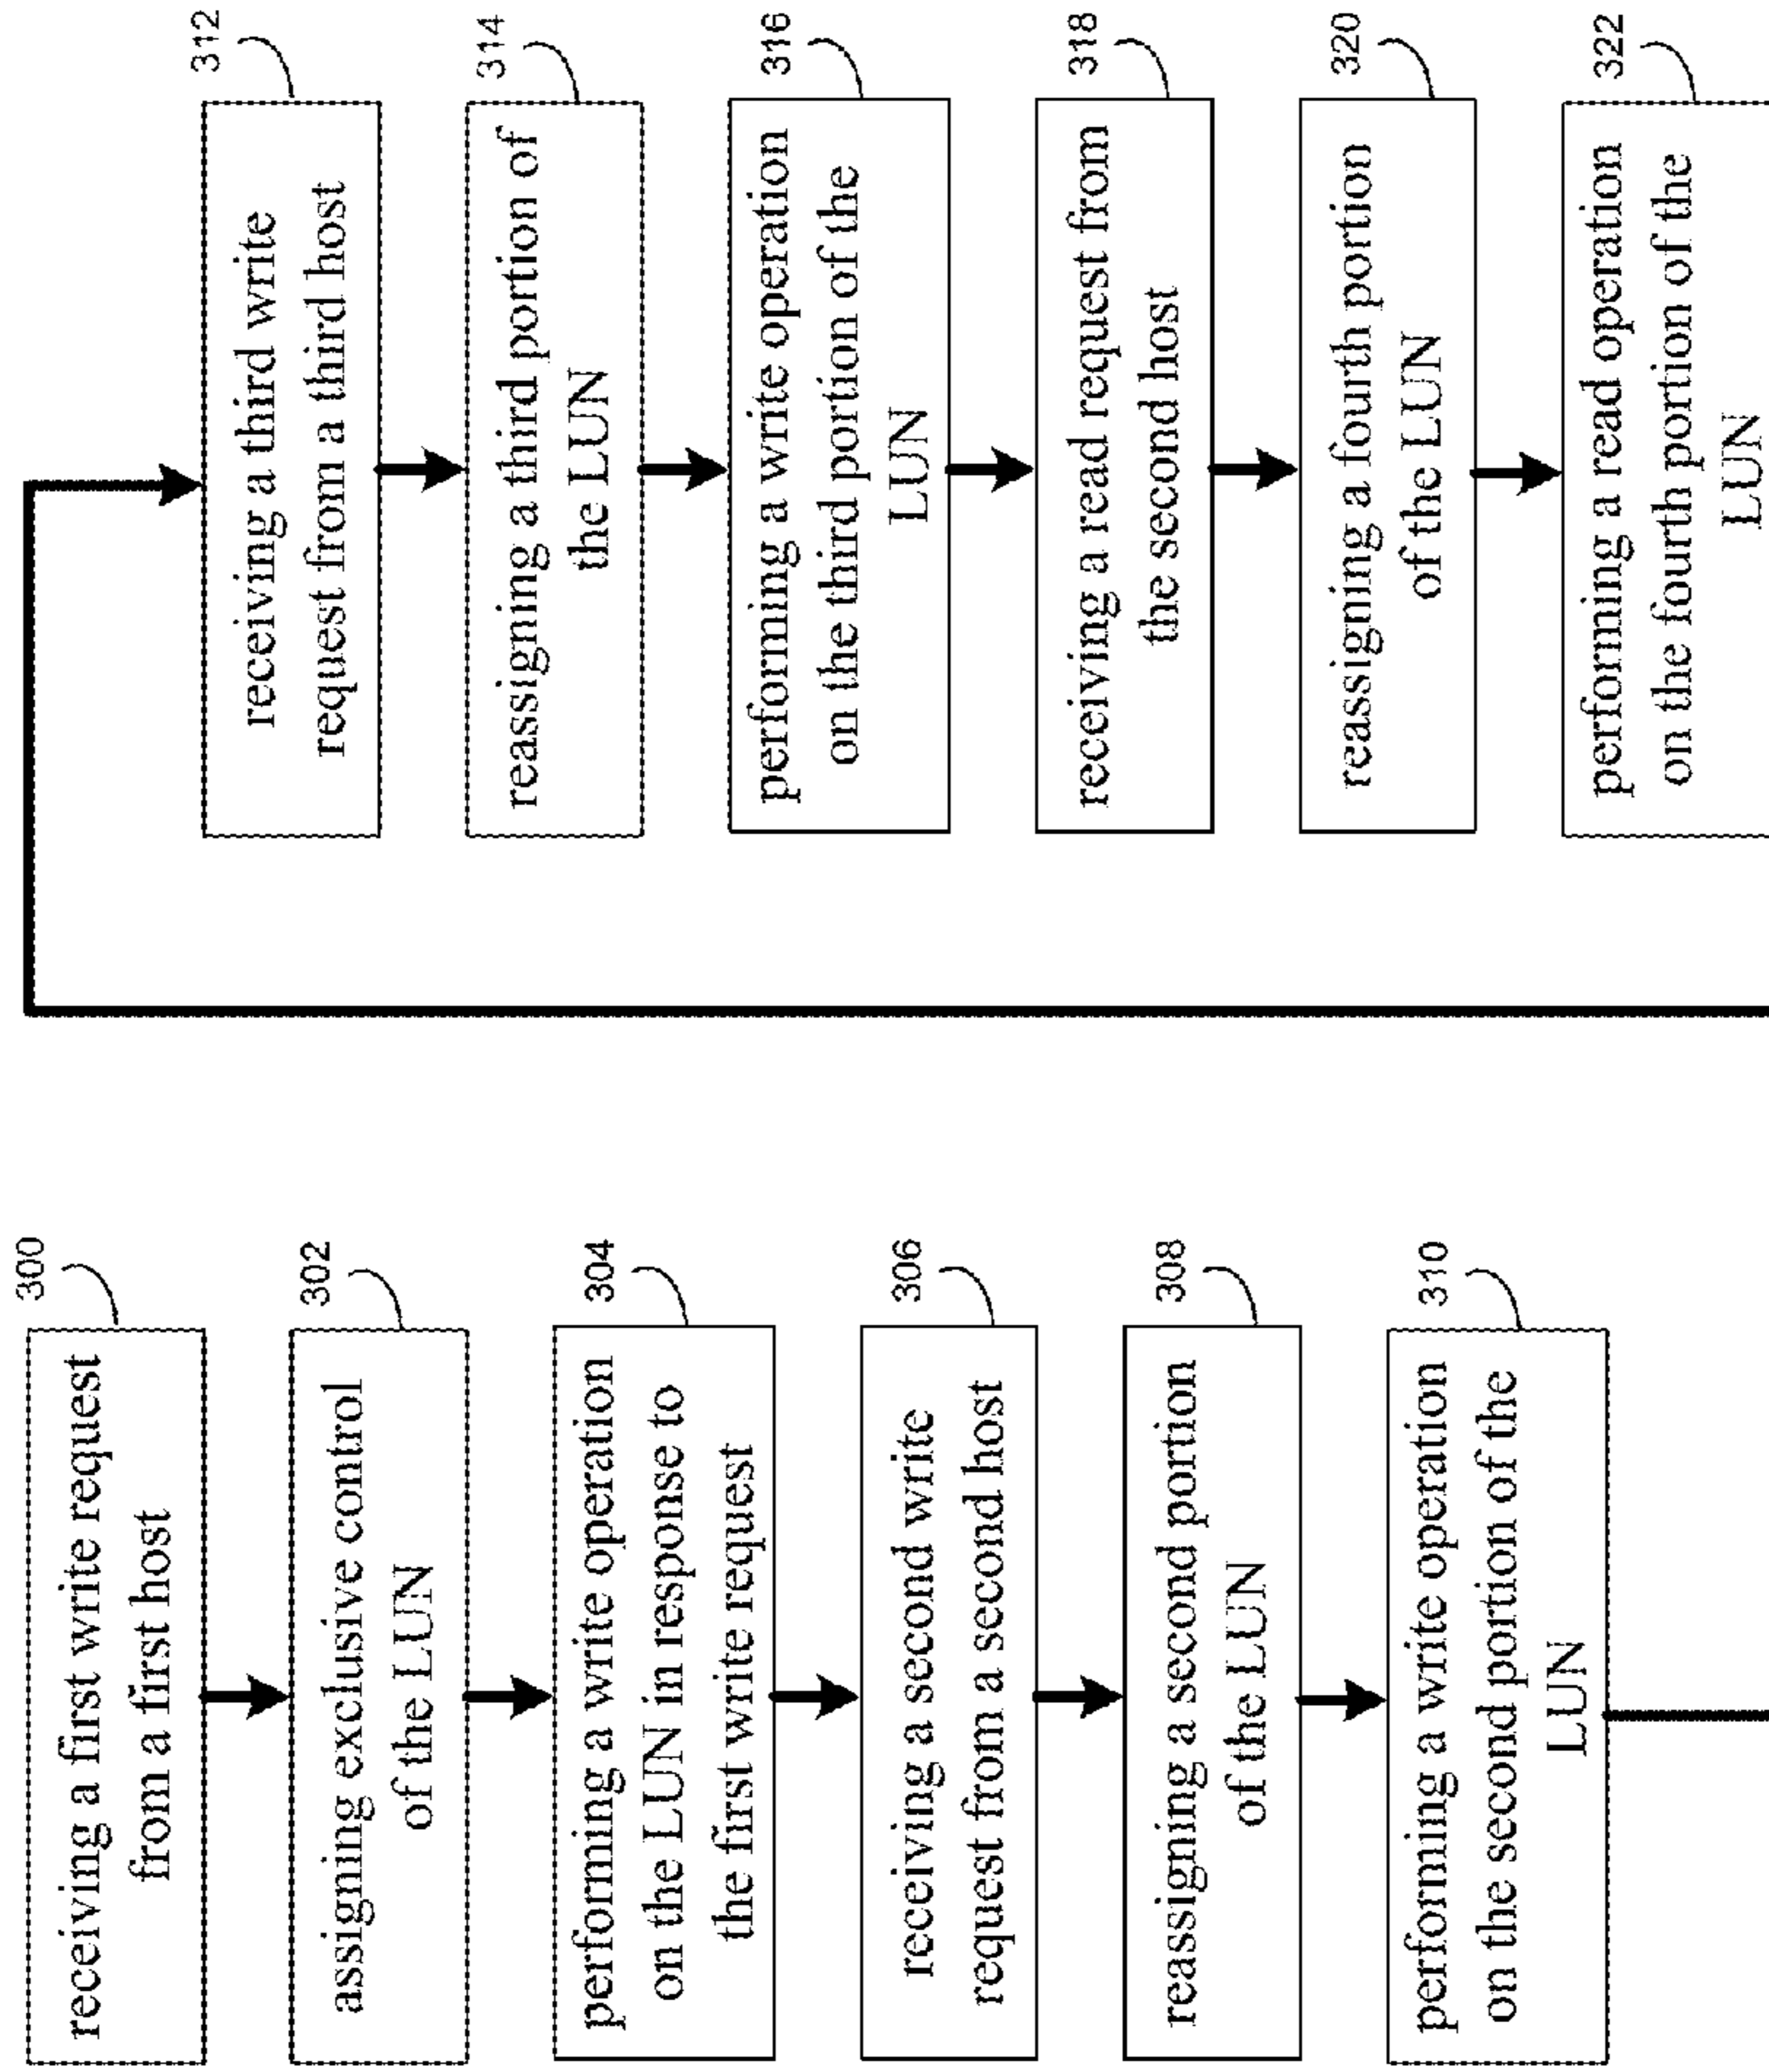 300
receiving a first write request
from a first host
302
assigning exclusive control
of the LUN
304
performing a write operation
on the LUN in response to
the first write request
306
receiving a second write
request from a second host
308
reassigning a second portion
of the LUN
310
performing a write operation
on the second portion of the
LUN
312
receiving a third write
request from a third host
314
reassigning a third portion of
the LUN
316
performing a write operation
on the third portion of the
LUN
318
receiving a read request from
the second host
320
reassigning a fourth portion
of the LUN
322
performing a read operation
on the fourth portion of the
LUN